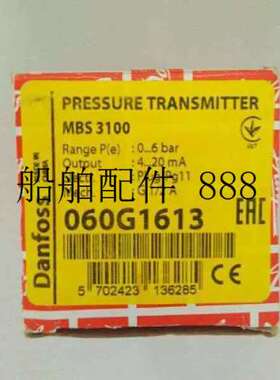 PRESSURE TRANSMITTER
MBS 3100
Range P(e) : 0..6 bar
Output : 4..20 mA
船舶配件 888
060G1613
Danfoss
EAC
CE
5 702423 136285